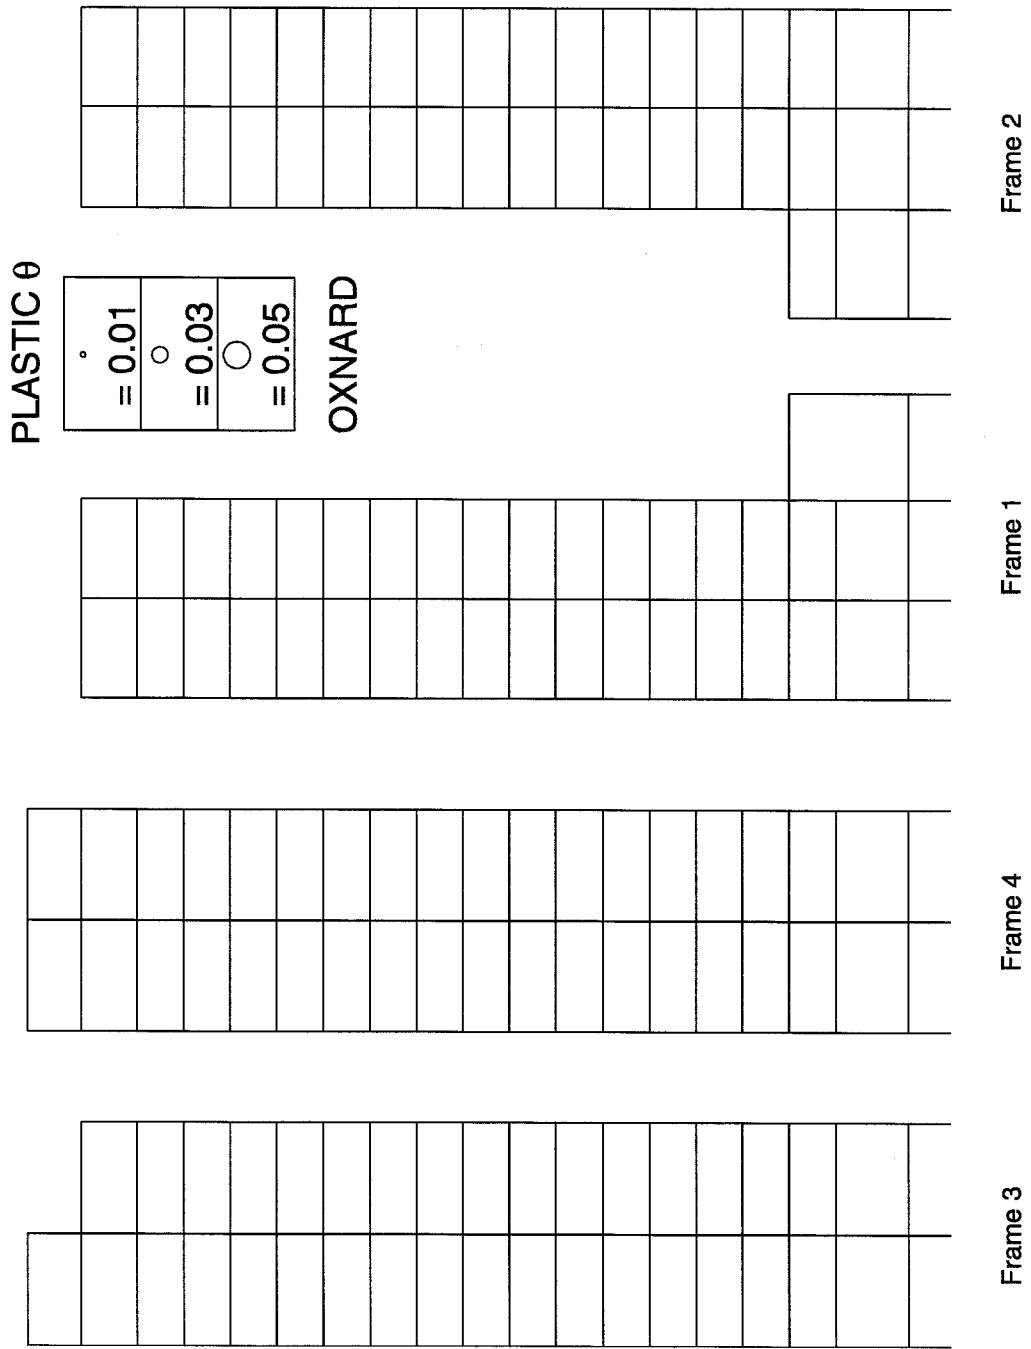 PLASTIC θ
= 0.01
= 0.03
= 0.05
OXNARD
Frame 3
Frame 4
Frame 1
Frame 2